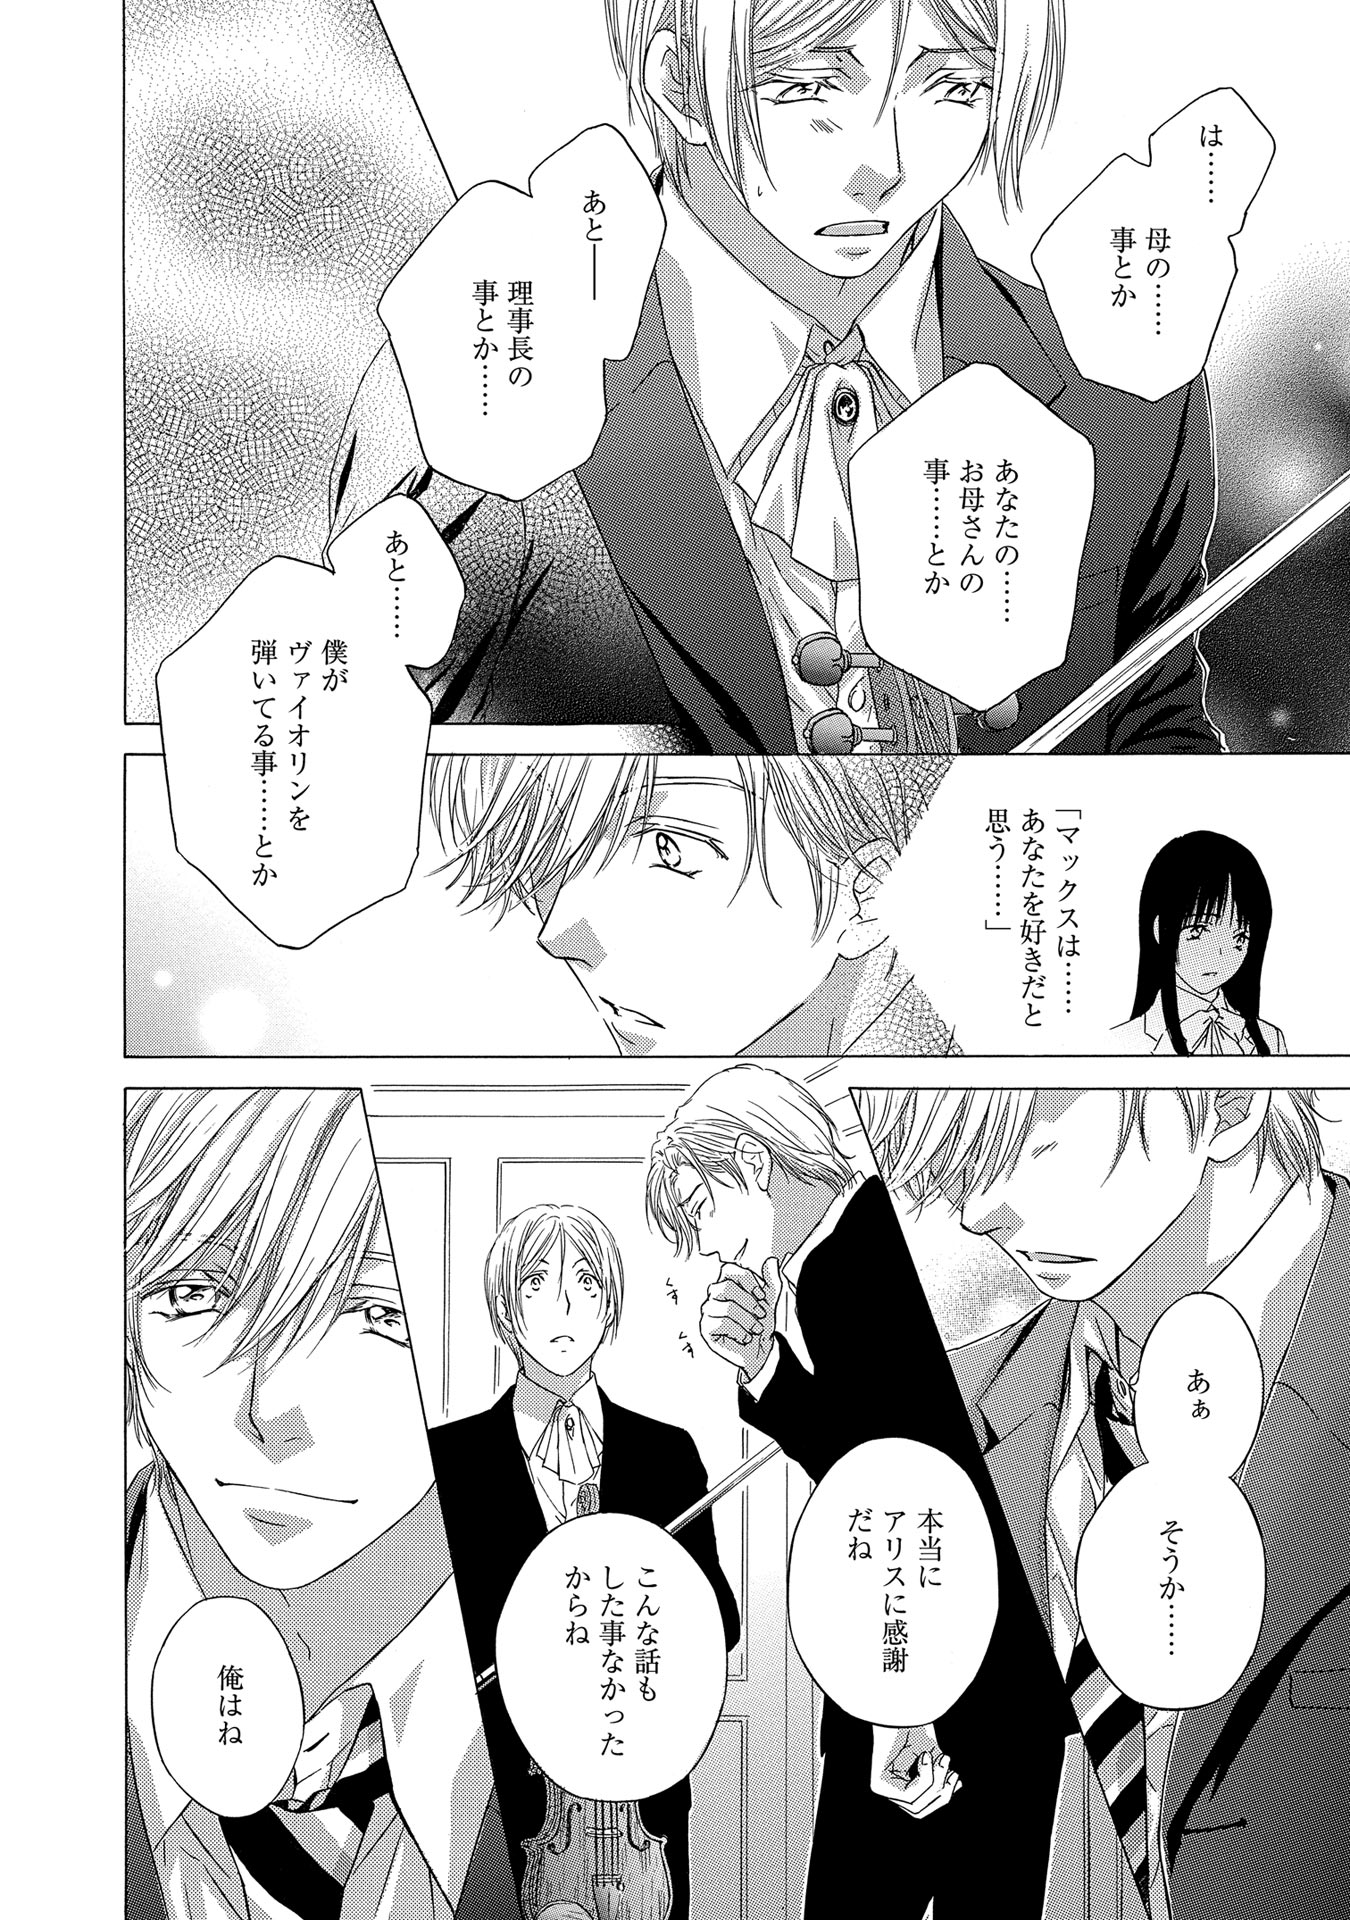 は……
母の……
事とか
あなたの……
お母さんの
事……とか
あと――
理事長の
事とか……
あと……
僕が
ヴァイオリンを
弾いてる事……とか
「マックスは……
あなたを好きだと
思う……」
あぁ
そうか……
本当に
アリスに感謝
だね
くす
くす
こんな話も
した事なかった
からね
俺はね